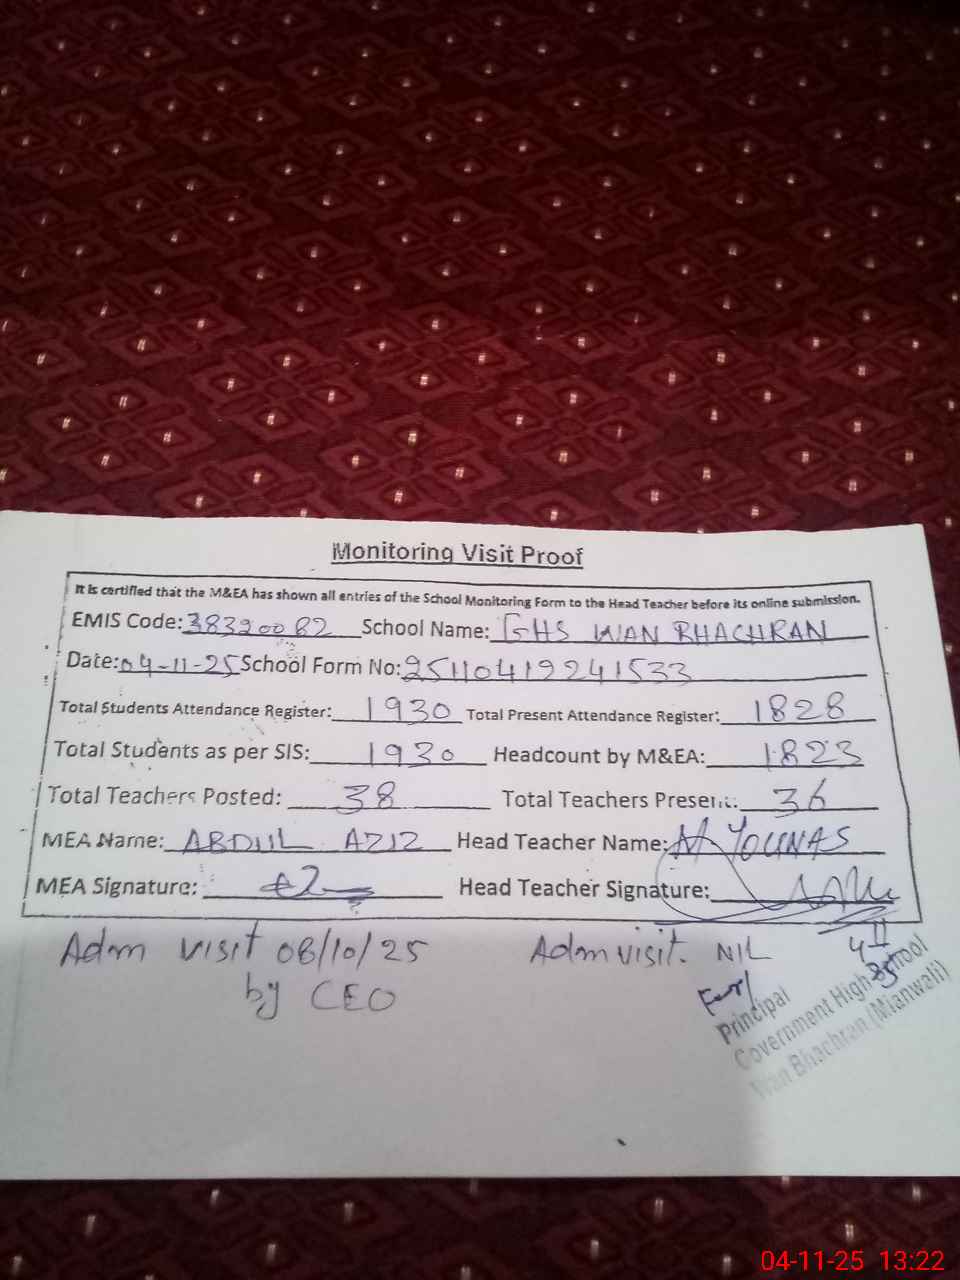 Monitoring Visit Proof
It is certified that the M&EA has shown all entries of the School Monitoring Form to the Head Teacher before its online submission.
EMIS Code: 38320082 School Name: GHS WAN BHACHRAN
Date: 04-11-25 School Form No: 25110419241533
Total Students Attendance Register: 1930 Total Present Attendance Register: 1828
Total Students as per SIS: 1930 Headcount by M&EA: 1823
Total Teachers Posted: 38 Total Teachers Present: 36
MEA Name: ABDUL AZIZ Head Teacher Name: M YOUNAS
MEA Signature: Head Teacher Signature:
Adm visit 08/10/25 Adm visit. NIL
by CEO
For/
Principal
Government High School
Wan Bhachran (Mianwali)
04-11-25 13:22